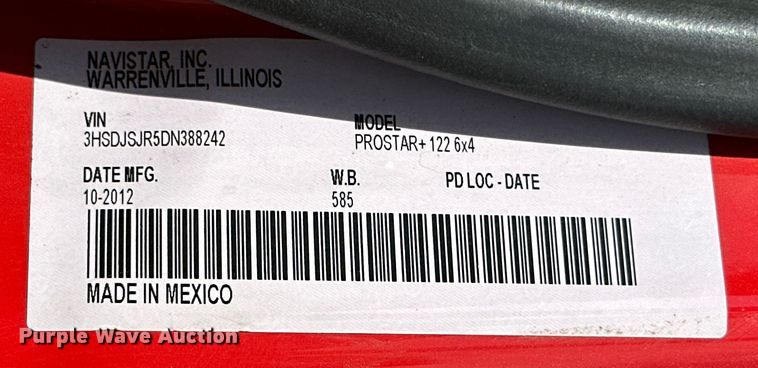 NAVISTAR, INC.
WARRENVILLE, ILLINOIS
VIN MODEL
3HSDJSJR5DN388242 PROSTAR+ 122 6x4
DATE MFG. W.B. PD LOC - DATE
10-2012 585
MADE IN MEXICO
Purple Wave Auction